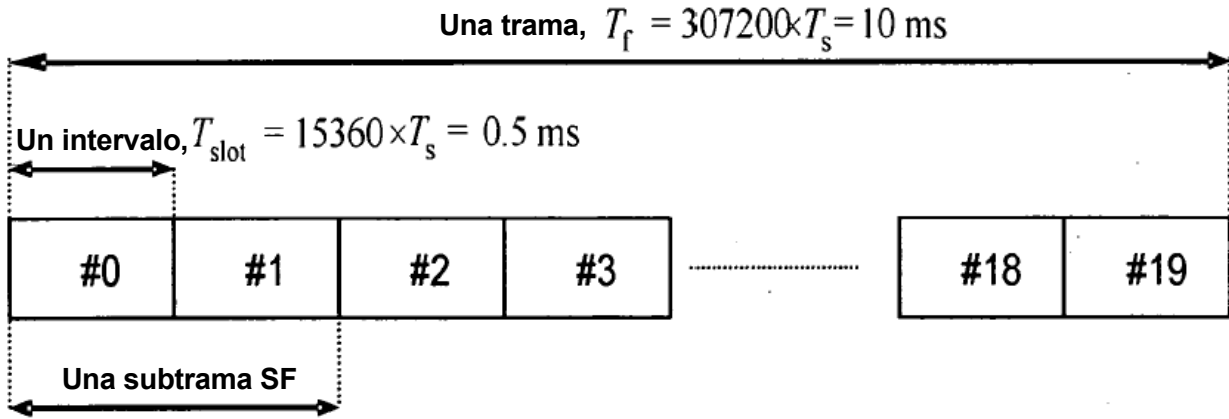 Una trama, T_f = 307200×T_s = 10 ms
Un intervalo, T_slot = 15360×T_s = 0.5 ms
#0 #1 #2 #3 #18 #19
Una subtrama SF